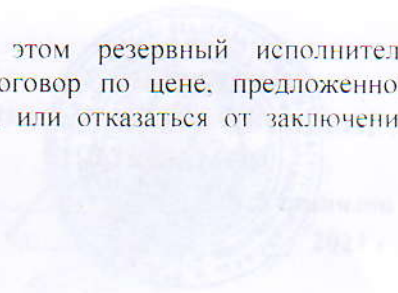 этом резервный исполнител
оговор по цене, предложенно
или отказаться от заключени